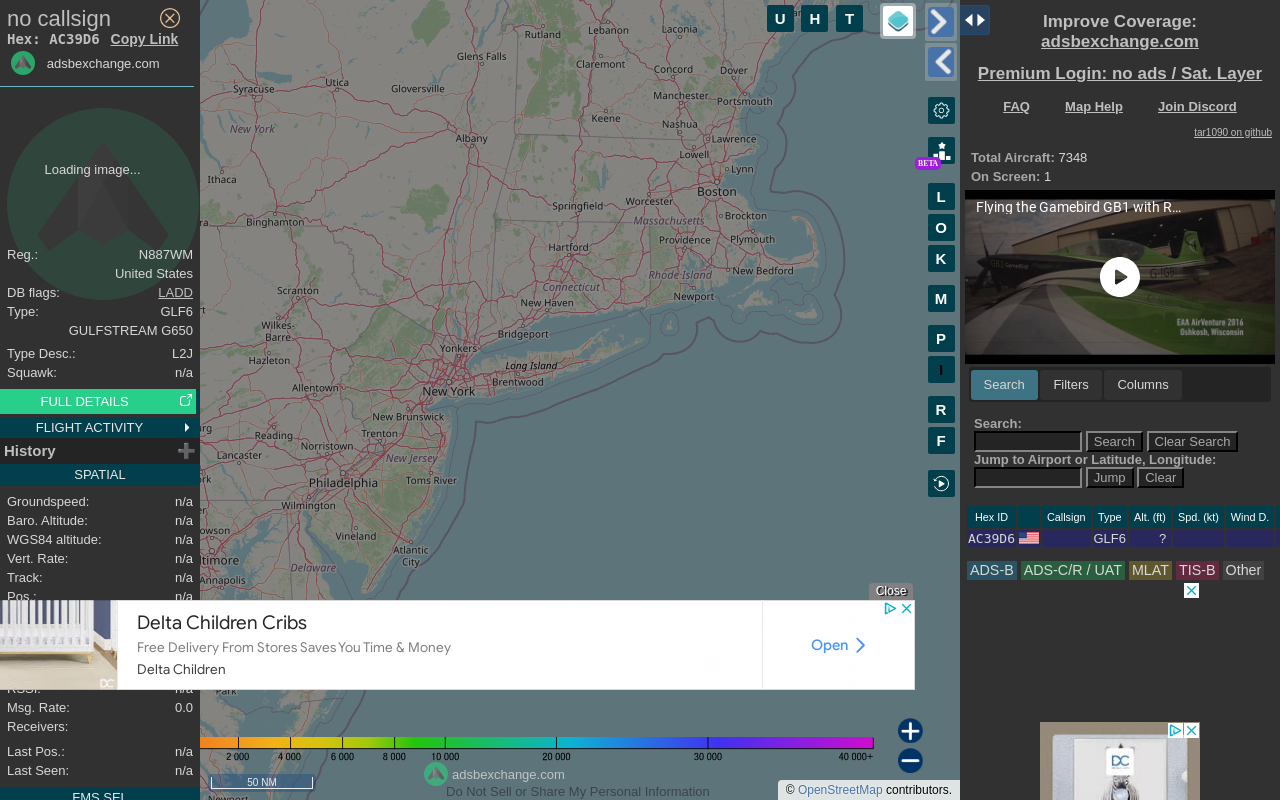 no callsign
Hex: AC39D6 Copy Link
adsbexchange.com
Loading image...
Reg.: N887WM
United States
DB flags: LADD
Type: GLF6
GULFSTREAM G650
Type Desc.: L2J
Squawk: n/a
FULL DETAILS
FLIGHT ACTIVITY
History
SPATIAL
Groundspeed: n/a
Baro. Altitude: n/a
WGS84 altitude: n/a
Vert. Rate: n/a
Track: n/a
Pos.: n/a
RSSI: n/a
Msg. Rate: 0.0
Receivers:
Last Pos.: n/a
Last Seen: n/a
FMS SEL
U H T
Rutland
Lebanon
Laconia
Glens Falls
Claremont
Utica
Gloversville
Concord
Dover
Syracuse
Manchester
Portsmouth
Keene
New York
Nashua
Albany
Lawrence
Lowell
Lynn
Ithaca
Boston
Springfield
Worcester
Binghamton
Massachusetts
Brockton
Hartford
Providence
Plymouth
Rhode Island
New Bedford
Connecticut
Scranton
New Haven
Newport
Wilkes-
Barre
Bridgeport
Yonkers
Hazleton
Long Island
Brentwood
Allentown
New York
New Brunswick
Reading
Trenton
Norristown
Lancaster
New Jersey
Toms River
Philadelphia
Wilmington
Vineland
Atlantic
City
Annapolis
Delaware
Park
Newport
BETA
L
O
K
M
P
I
R
F
Close
Delta Children Cribs
Free Delivery From Stores Saves You Time & Money
Delta Children
Open
DC
2 000 4 000 6 000 8 000 10 000 20 000 30 000 40 000+
adsbexchange.com
50 NM
Do Not Sell or Share My Personal Information
© OpenStreetMap contributors.
Improve Coverage:
adsbexchange.com
Premium Login: no ads / Sat. Layer
FAQ Map Help Join Discord
tar1090 on github
Total Aircraft: 7348
On Screen: 1
Flying the Gamebird GB1 with R...
EAA AirVenture 2016
Oshkosh, Wisconsin
Search Filters Columns
Search:
Search Clear Search
Jump to Airport or Latitude, Longitude:
Jump Clear
Hex ID Callsign Type Alt. (ft) Spd. (kt) Wind D.
AC39D6 GLF6 ?
ADS-B ADS-C/R / UAT MLAT TIS-B Other
DC